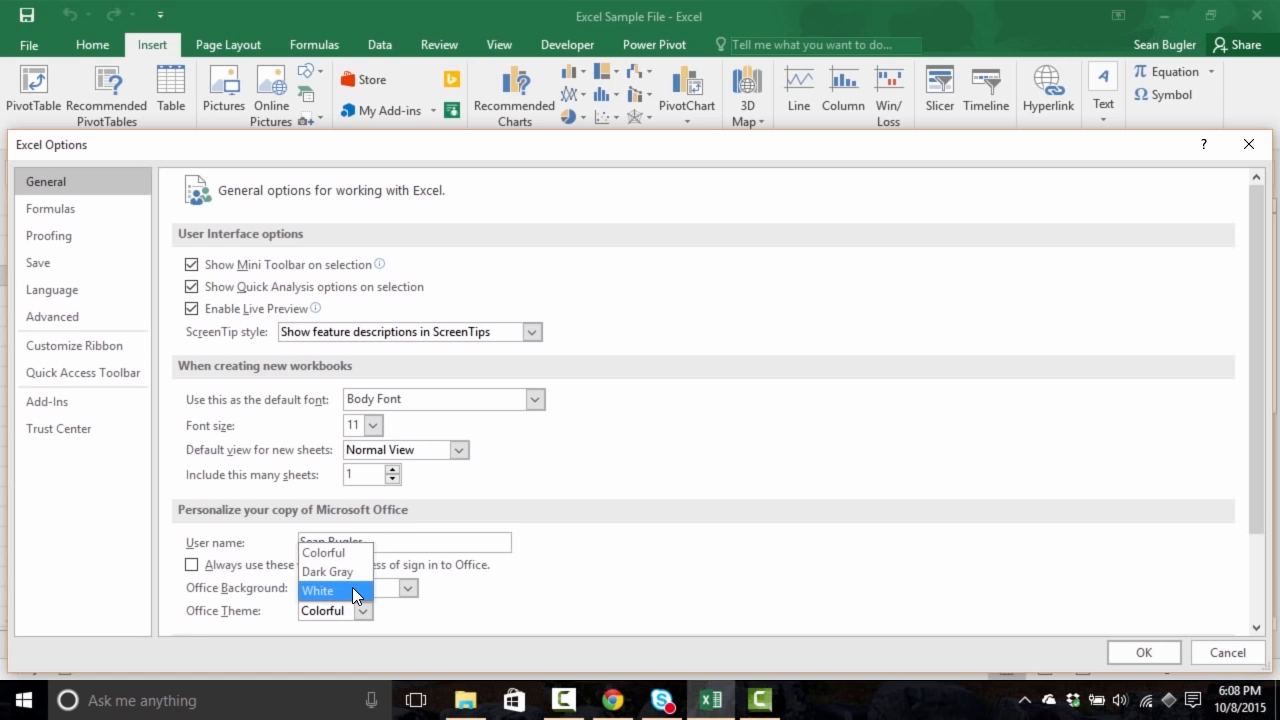 Excel Sample File - Excel
File Home Insert Page Layout Formulas Data Review View Developer Power Pivot Tell me what you want to do... Sean Bugler Share
PivotTable
Recommended
PivotTables
Table
Pictures
Online
Pictures
Store
My Add-ins
Recommended
Charts
PivotChart
3D
Map
Line
Column
Win/
Loss
Slicer
Timeline
Hyperlink
A
Text
π Equation
Ω Symbol
Excel Options
?
General
Formulas
Proofing
Save
Language
Advanced
Customize Ribbon
Quick Access Toolbar
Add-Ins
Trust Center
General options for working with Excel.
User Interface options
Show Mini Toolbar on selection
Show Quick Analysis options on selection
Enable Live Preview
ScreenTip style: Show feature descriptions in ScreenTips
When creating new workbooks
Use this as the default font: Body Font
Font size: 11
Default view for new sheets: Normal View
Include this many sheets: 1
Personalize your copy of Microsoft Office
User name: Sean Bugler
Always use these
of sign in to Office.
Office Background:
Colorful
Dark Gray
White
Office Theme: Colorful
OK Cancel
Ask me anything
6:08 PM
10/8/2015